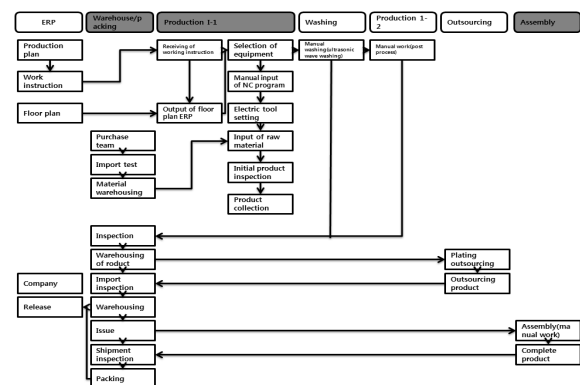 ERP
Warehouse/p
acking
Production I-1
Washing
Production 1-
2
Outsourcing
Assembly
Production
plan
Receiving of
working instruction
Selection of
equipment
Manual
washing(ultrasonic
wave washing)
Manual work(post
process)
Work
instruction
Manual input
of NC program
Floor plan
Output of floor
plan ERP
Electric tool
setting
Purchase
team
Input of raw
material
Import test
Initial product
inspection
Material
warehousing
Product
collection
Inspection
Warehousing
of roduct
Plating
outsourcing
Company
Import
inspection
Outsourcing
product
Release
Warehousing
Issue
Assembly(ma
nual work)
Shipment
inspection
Complete
product
Packing